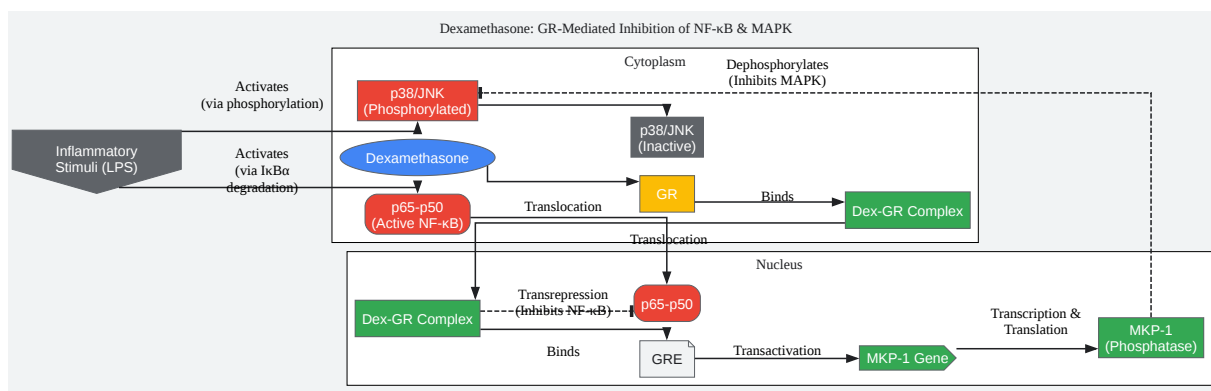 Dexamethasone: GR-Mediated Inhibition of NF-κB & MAPK
Cytoplasm
Dephosphorylates
(Inhibits MAPK)
Activates
(via phosphorylation)
p38/JNK
(Phosphorylated)
p38/JNK
(Inactive)
Inflammatory
Stimuli (LPS)
Activates
(via IκBα
degradation)
Dexamethasone
GR
Binds
Dex-GR Complex
p65-p50
(Active NF-κB)
Translocation
Translocation
Nucleus
Dex-GR Complex
Transrepression
(Inhibits NF-κB)
p65-p50
Binds
GRE
Transactivation
MKP-1 Gene
Transcription &
Translation
MKP-1
(Phosphatase)